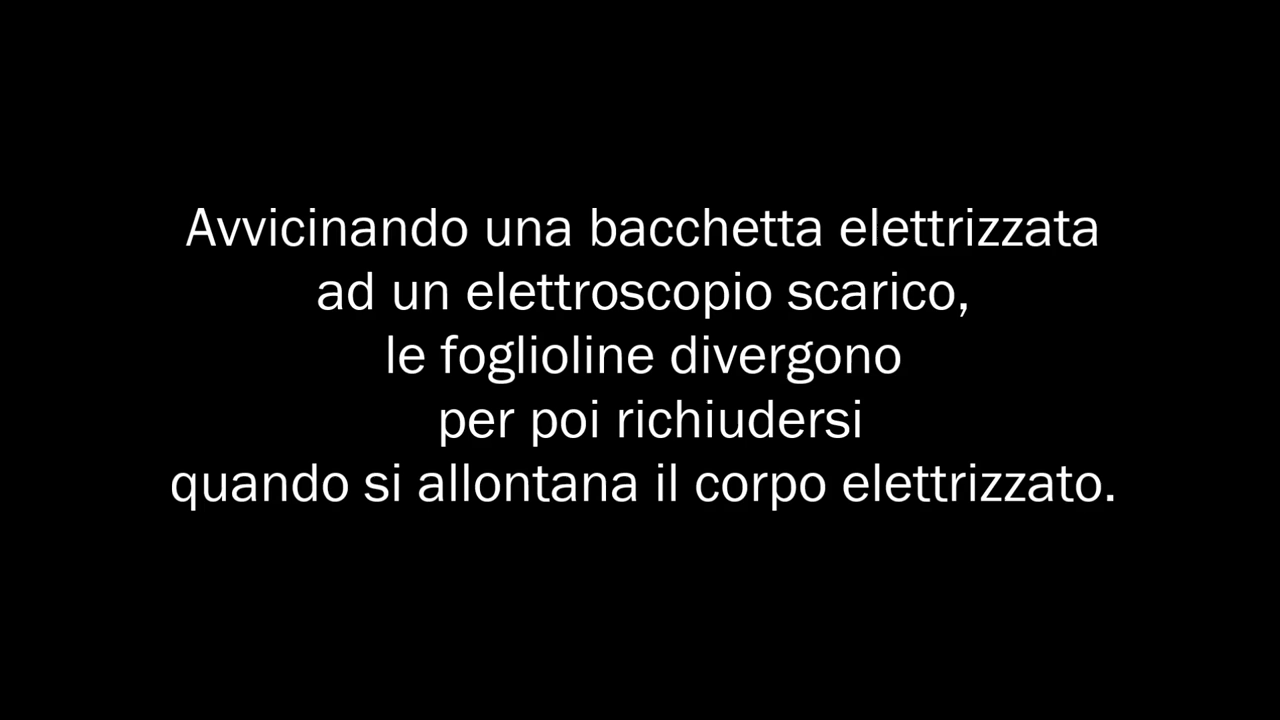 Avvicinando una bacchetta elettrizzata
ad un elettroscopio scarico,
le foglioline divergono
per poi richiudersi
quando si allontana il corpo elettrizzato.